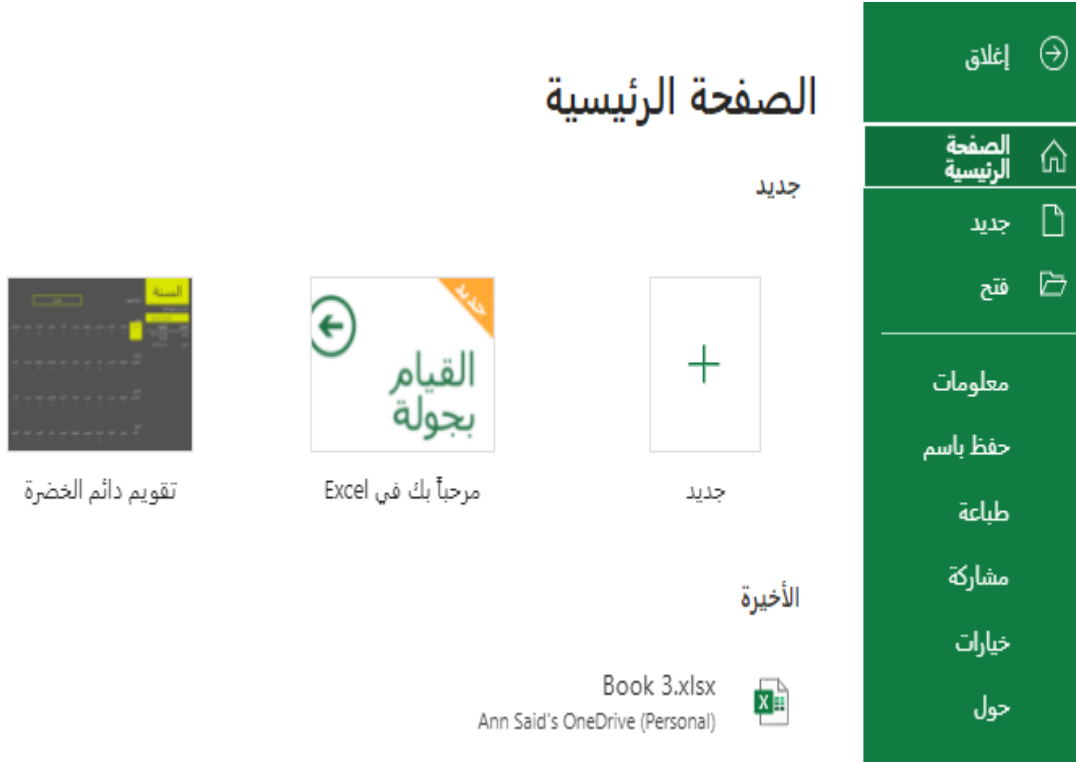 إغلاق
الصفحة
الرئيسية
جديد
فتح
معلومات
حفظ باسم
طباعة
مشاركة
خيارات
حول
الصفحة الرئيسية
جديد
جديد
جديد
القيام
بجولة
مرحباً بك في Excel
السنة
تقويم دائم الخضرة
الأخيرة
Book 3.xlsx
Ann Said's OneDrive (Personal)